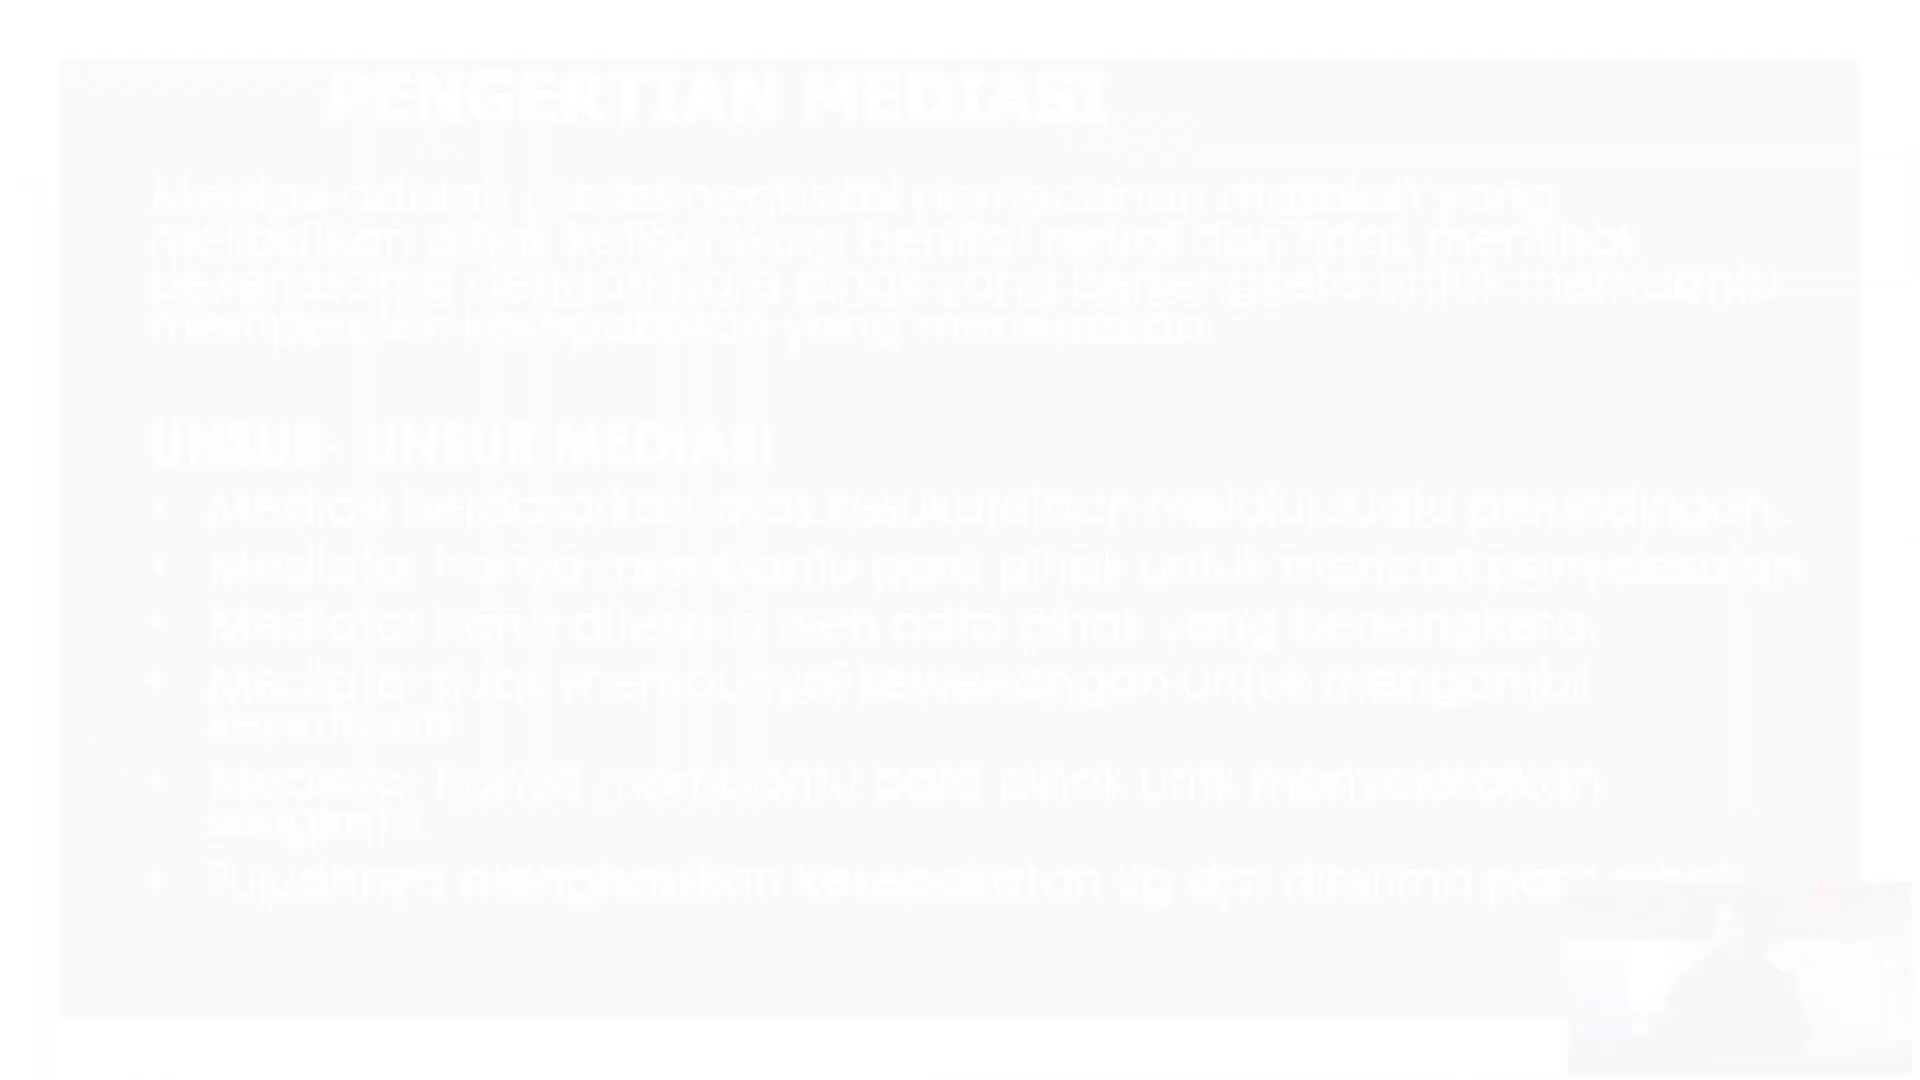 PENGERTIAN MEDIASI
Mediasi adalah proses negosiasi pemecahan masalah yang
melibatkan pihak ketiga yang bersifat netral dan tidak memihak
bekerjasama dengan para pihak yang bersengketa untuk membantu
memperoleh kesepakatan yang memuaskan.
UNSUR- UNSUR MEDIASI
• Mediasi berdasarkan atas kesukarelaan melalui suatu perundingan.
• Mediator hanya membantu para pihak untuk mencari penyelesaian.
• Mediator harus diterima oleh para pihak yang bersengketa.
• Mediator tidak mempunyai kewenangan untuk mengambil
keputusan.
• Mediator hanya membantu para pihak untk menyelesaikan
sengketa.
• Tujuannya menghasilkan kesepakatan yg dpt diterima